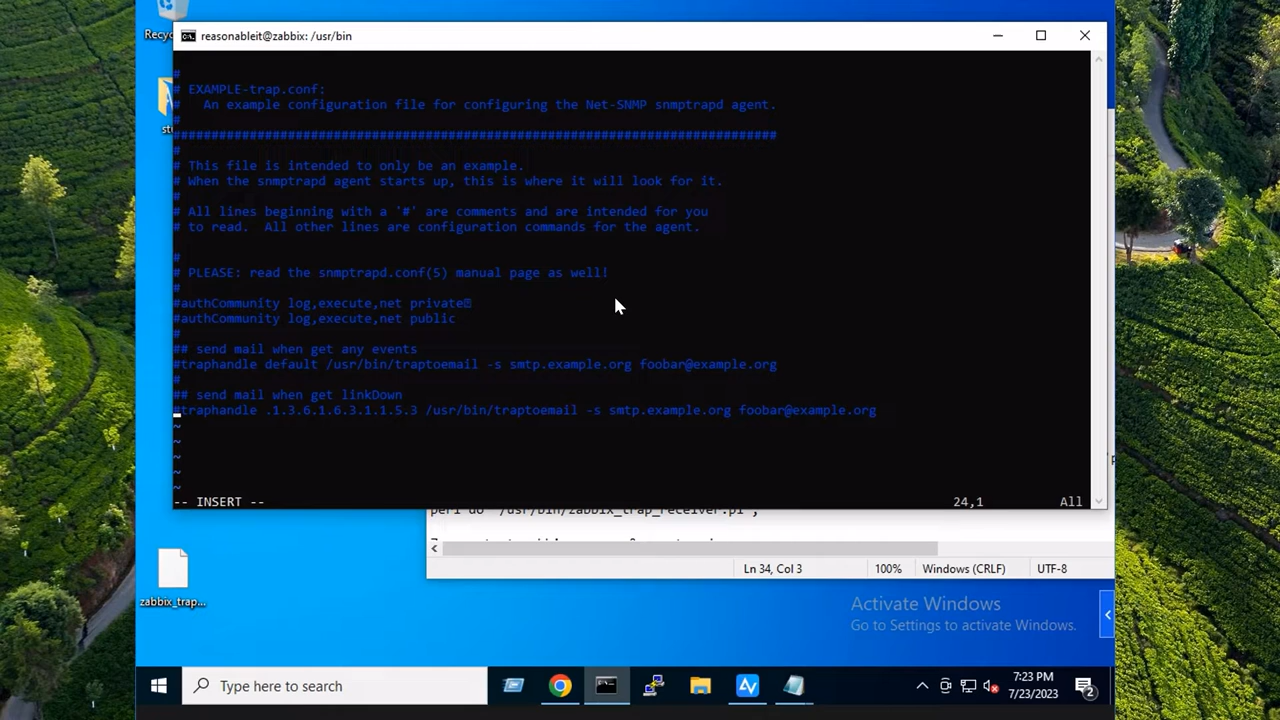 Recyc
reasonableit@zabbix: /usr/bin
#
# EXAMPLE-trap.conf:
#   An example configuration file for configuring the Net-SNMP snmptrapd agent.
#
###############################################################################
#
# This file is intended to only be an example.
# When the snmptrapd agent starts up, this is where it will look for it.
#
# All lines beginning with a '#' are comments and are intended for you
# to read.  All other lines are configuration commands for the agent.
#
# PLEASE: read the snmptrapd.conf(5) manual page as well!
#
#authCommunity log,execute,net private
#authCommunity log,execute,net public
#
## send mail when get any events
#traphandle default /usr/bin/traptoemail -s smtp.example.org foobar@example.org
#
## send mail when get linkDown
#traphandle .1.3.6.1.6.3.1.1.5.3 /usr/bin/traptoemail -s smtp.example.org foobar@example.org
~
~
~
~
~
-- INSERT --
24,1
All
perl do "/usr/bin/zabbix_trap_receiver.pl";
Ln 34, Col 3
100%
Windows (CRLF)
UTF-8
zabbix_trap...
Activate Windows
Go to Settings to activate Windows.
Type here to search
7:23 PM
7/23/2023
2